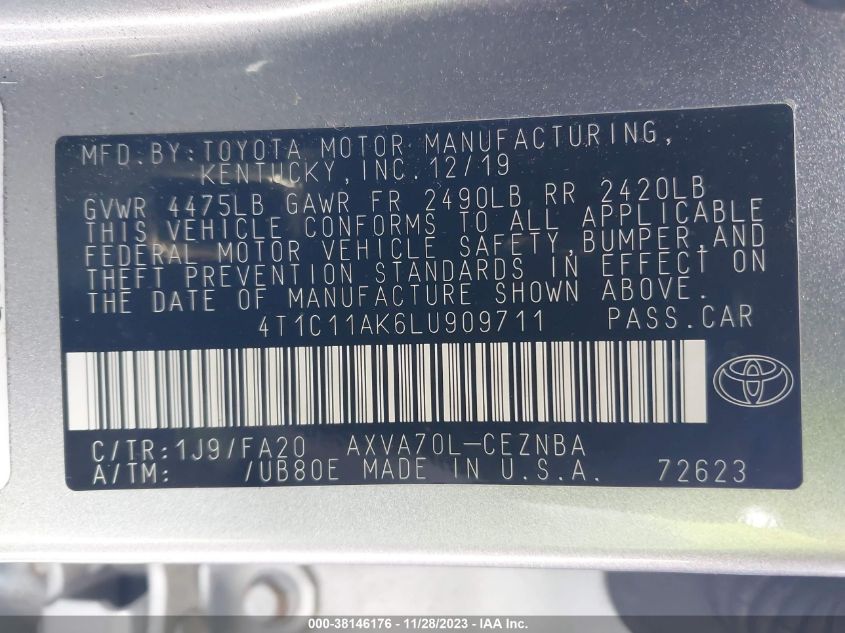 MFD.BY:TOYOTA MOTOR MANUFACTURING,
KENTUCKY, INC. 12/19
GVWR 4475LB GAWR FR 2490LB RR 2420LB
THIS VEHICLE CONFORMS TO ALL APPLICABLE
FEDERAL MOTOR VEHICLE SAFETY,BUMPER,AND
THEFT PREVENTION STANDARDS IN EFFECT ON
THE DATE OF MANUFACTURE SHOWN ABOVE.
4T1C11AK6LU909711 PASS.CAR
C/TR:1J9/FA20 AXVA70L-CEZNBA
A/TM: /UB80E MADE IN U.S.A. 72623
000-38146176 - 11/28/2023 - IAA Inc.